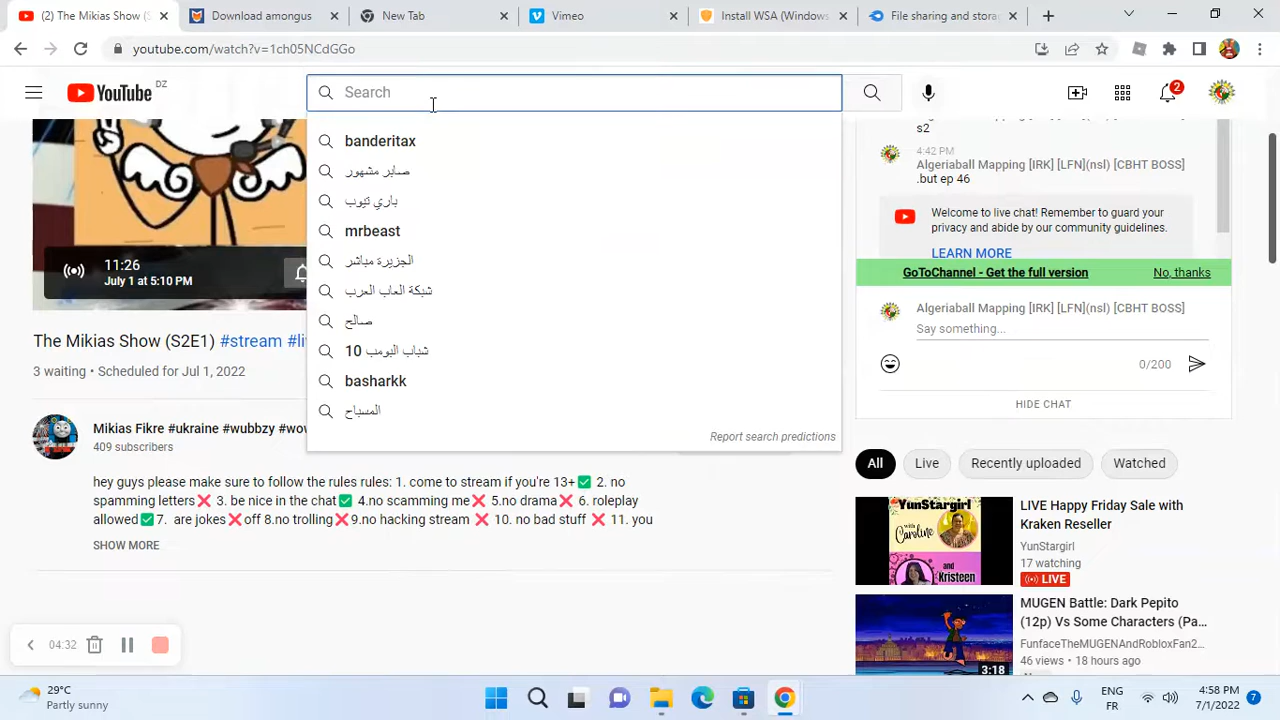 (2) The Mikias Show (S2E1)
Download amongus
New Tab
Vimeo
Install WSA (Windows
File sharing and stora
youtube.com/watch?v=1ch05NCdGGo
YouTube DZ
Search
2
banderitax
صابر مشهور
باري تيوب
mrbeast
الجزيرة مباشر
شبكة العاب العرب
صالح
شباب البومب 10
basharkk
المسباح
Report search predictions
11:26
July 1 at 5:10 PM
The Mikias Show (S2E1) #stream #li
3 waiting • Scheduled for Jul 1, 2022
Mikias Fikre #ukraine #wubbzy #wow
409 subscribers
hey guys please make sure to follow the rules rules: 1. come to stream if you're 13+✅ 2. no
spamming letters❌ 3. be nice in the chat✅ 4.no scamming me❌ 5.no drama❌ 6. roleplay
allowed✅7. are jokes❌off 8.no trolling❌9.no hacking stream ❌ 10. no bad stuff ❌ 11. you
SHOW MORE
s2
4:42 PM
Algeriaball Mapping [IRK] [LFN](nsl) [CBHT BOSS]
.but ep 46
Welcome to live chat! Remember to guard your
privacy and abide by our community guidelines.
LEARN MORE
GoToChannel - Get the full version
No, thanks
Algeriaball Mapping [IRK] [LFN](nsl) [CBHT BOSS]
Say something...
0/200
HIDE CHAT
All
Live
Recently uploaded
Watched
YunStargirl
with
Caroline
and
Kristeen
LIVE Happy Friday Sale with
Kraken Reseller
YunStargirl
17 watching
LIVE
MUGEN Battle: Dark Pepito
(12p) Vs Some Characters (Pa...
FunfaceTheMUGENAndRobloxFan2...
46 views • 18 hours ago
3:18
04:32
29°C
Partly sunny
ENG
FR
4:58 PM
7/1/2022
7